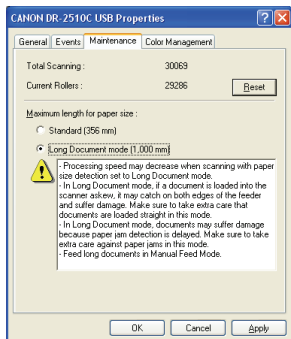 CANON DR-2510C USB Properties
General Events Maintenance Color Management
Total Scanning : 30069
Current Rollers : 29286 Reset
Maximum length for paper size :
Standard (356 mm)
Long Document mode (1,000 mm)
- Processing speed may decrease when scanning with paper
size detection set to Long Document mode.
- In Long Document mode, if a document is loaded into the
scanner askew, it may catch on both edges of the feeder
and suffer damage. Make sure to take extra care that
documents are loaded straight in this mode.
- In Long Document mode, documents may suffer damage
because paper jam detection is delayed. Make sure to take
extra care against paper jams in this mode.
- Feed long documents in Manual Feed Mode.
OK Cancel Apply